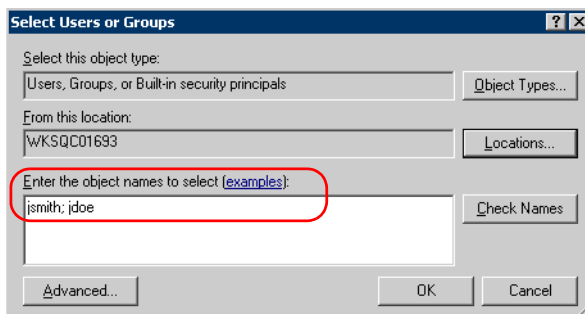 Select Users or Groups
Select this object type:
Users, Groups, or Built-in security principals
Object Types...
From this location:
WKSQC01693
Locations...
Enter the object names to select (examples):
jsmith; jdoe
Check Names
Advanced...
OK
Cancel